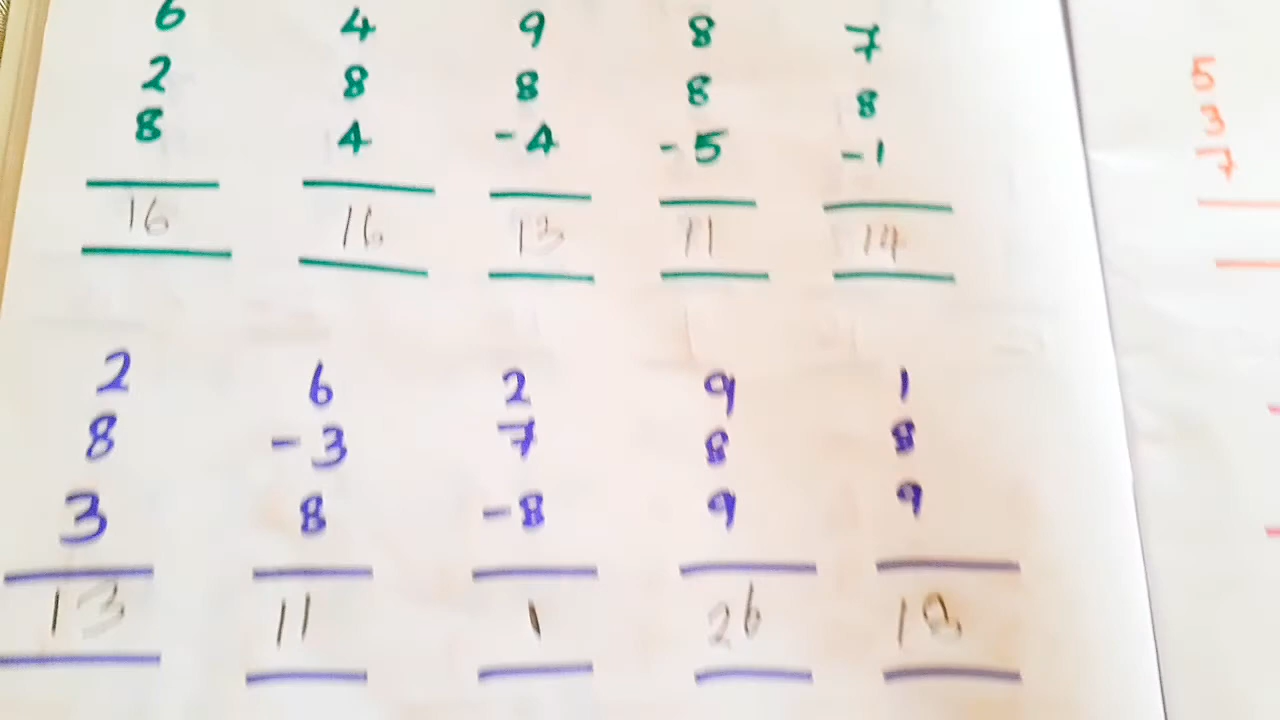 6 4 9 8 7
2 8 8 8 8
8 4 -4 -5 -1
16 16 13 11 14
2 6 2 9 1
8 -3 7 8 8
3 8 -8 9 9
13 11 1 26
5
3
7